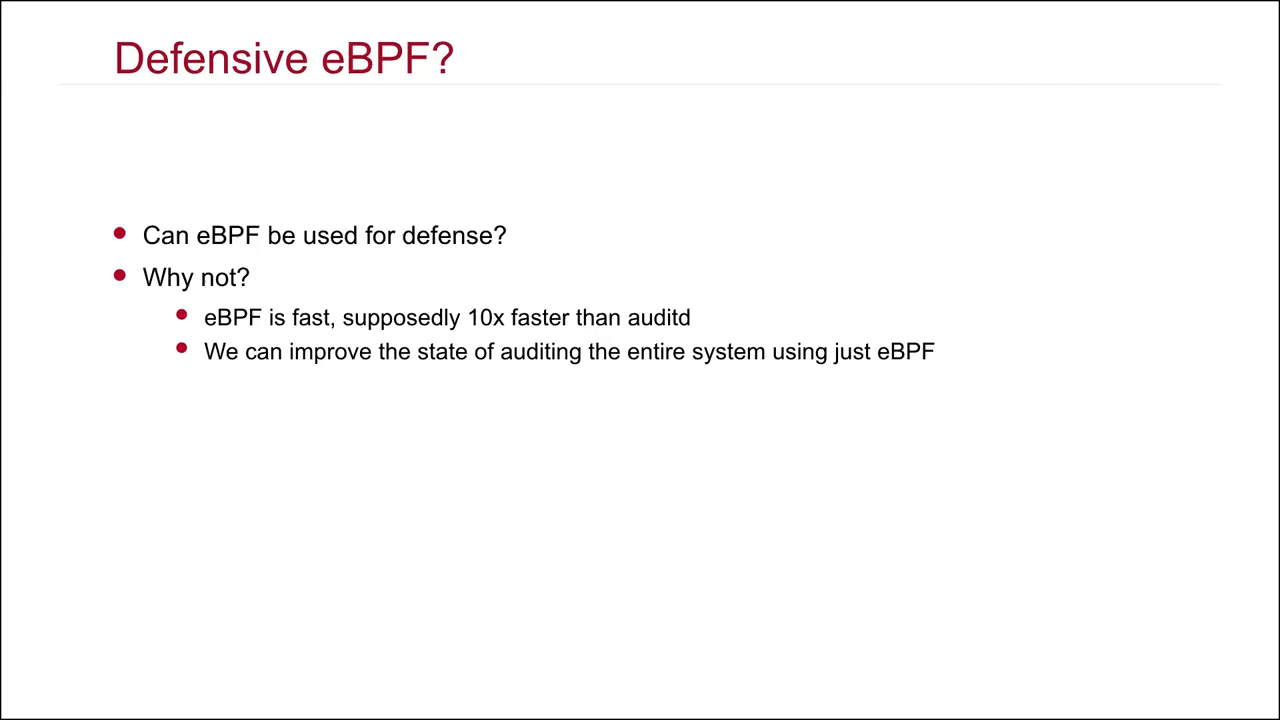 Defensive eBPF?
Can eBPF be used for defense?
Why not?
eBPF is fast, supposedly 10x faster than auditd
We can improve the state of auditing the entire system using just eBPF